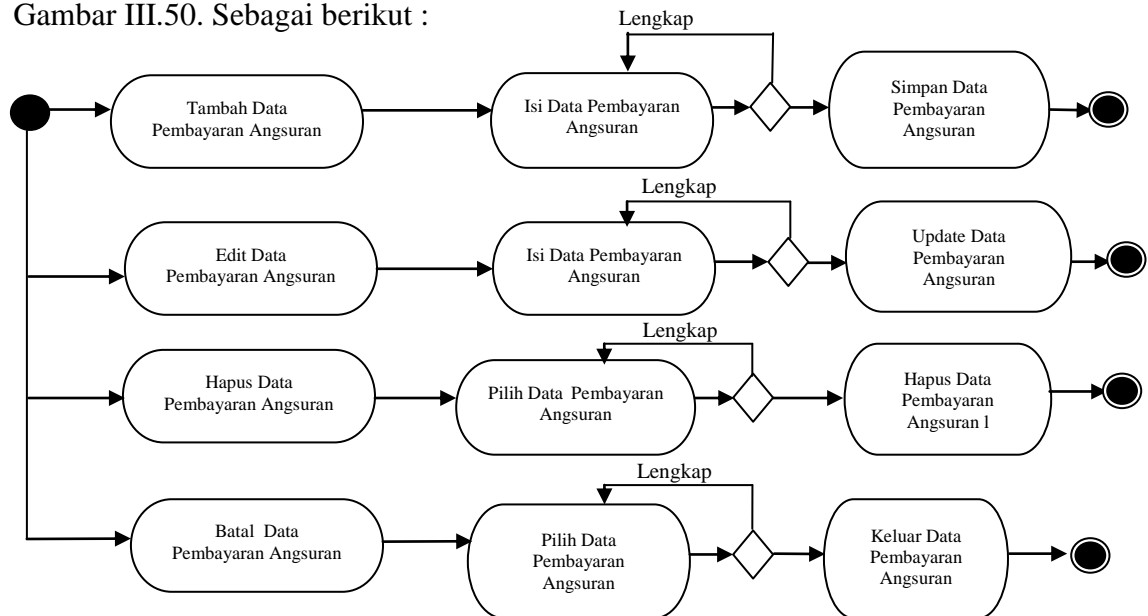 Gambar III.50. Sebagai berikut :
Lengkap
Tambah Data
Pembayaran Angsuran
Isi Data Pembayaran
Angsuran
Simpan Data
Pembayaran
Angsuran
Lengkap
Edit Data
Pembayaran Angsuran
Isi Data Pembayaran
Angsuran
Update Data
Pembayaran
Angsuran
Lengkap
Hapus Data
Pembayaran Angsuran
Pilih Data Pembayaran
Angsuran
Hapus Data
Pembayaran
Angsuran l
Lengkap
Batal Data
Pembayaran Angsuran
Pilih Data
Pembayaran
Angsuran
Keluar Data
Pembayaran
Angsuran